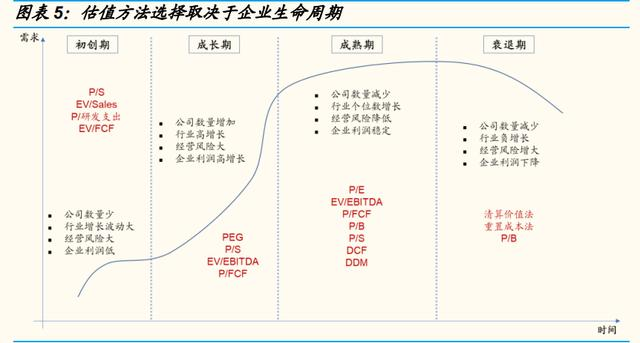 图表 5：估值方法选择取决于企业生命周期
需求
初创期
成长期
成熟期
衰退期
P/S
EV/Sales
P/研发支出
EV/FCF
公司数量少
行业增长波动大
经营风险大
企业利润低
公司数量增加
行业高增长
经营风险大
企业利润高增长
PEG
P/S
EV/EBITDA
P/FCF
公司数量减少
行业个位数增长
经营风险降低
企业利润稳定
P/E
EV/EBITDA
P/FCF
P/B
P/S
DCF
DDM
公司数量减少
行业负增长
经营风险增大
企业利润下降
清算价值法
重置成本法
P/B
时间